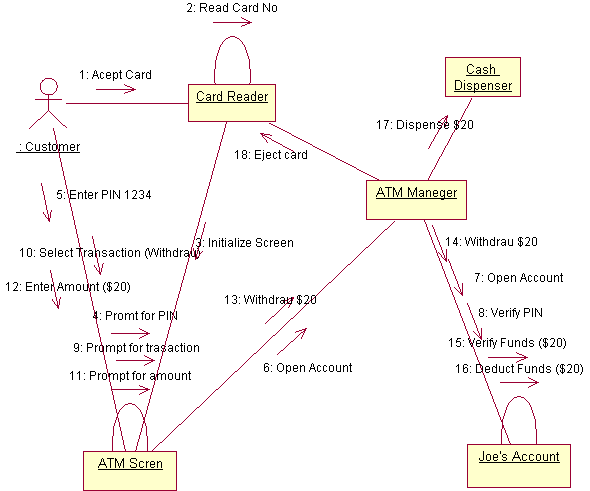 2: Read Card No
1: Acept Card
Card Reader
Cash
Dispenser
17: Dispense $20
: Customer
18: Eject card
5: Enter PIN 1234
ATM Maneger
10: Select Transaction (Withdrau)
3: Initialize Screen
14: Withdrau $20
12: Enter Amount ($20)
7: Open Account
13: Withdrau $20
4: Promt for PIN
8: Verify PIN
9: Prompt for trasaction
15: Verify Funds ($20)
6: Open Account
16: Deduct Funds ($20)
11: Prompt for amount
ATM Scren
Joe's Account